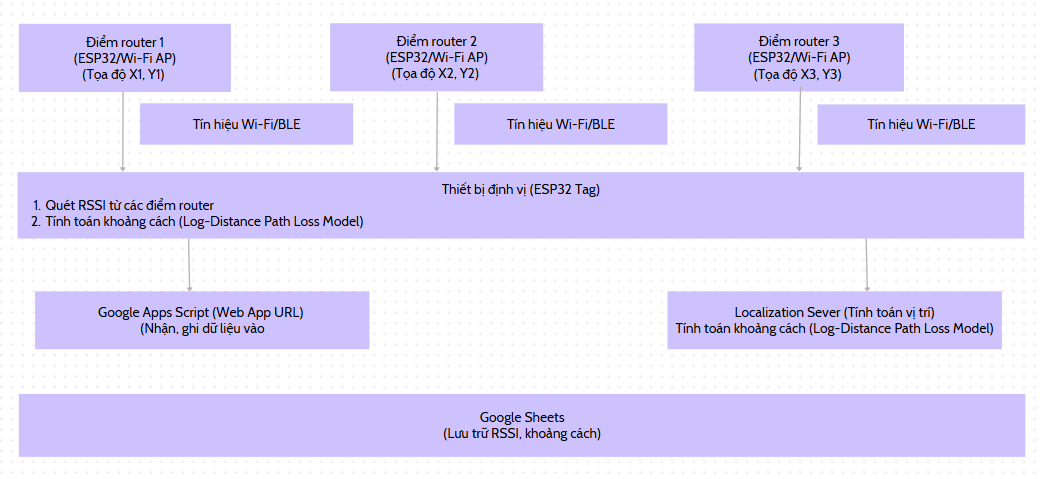 Điểm router 1
(ESP32/Wi-Fi AP)
(Tọa độ X1, Y1)
Điểm router 2
(ESP32/Wi-Fi AP)
(Tọa độ X2, Y2)
Điểm router 3
(ESP32/Wi-Fi AP)
(Tọa độ X3, Y3)
Tín hiệu Wi-Fi/BLE
Tín hiệu Wi-Fi/BLE
Tín hiệu Wi-Fi/BLE
Thiết bị định vị (ESP32 Tag)
1. Quét RSSI từ các điểm router
2. Tính toán khoảng cách (Log-Distance Path Loss Model)
Google Apps Script (Web App URL)
(Nhận, ghi dữ liệu vào
Localization Sever (Tính toán vị trí)
Tính toán khoảng cách (Log-Distance Path Loss Model)
Google Sheets
(Lưu trữ RSSI, khoảng cách)